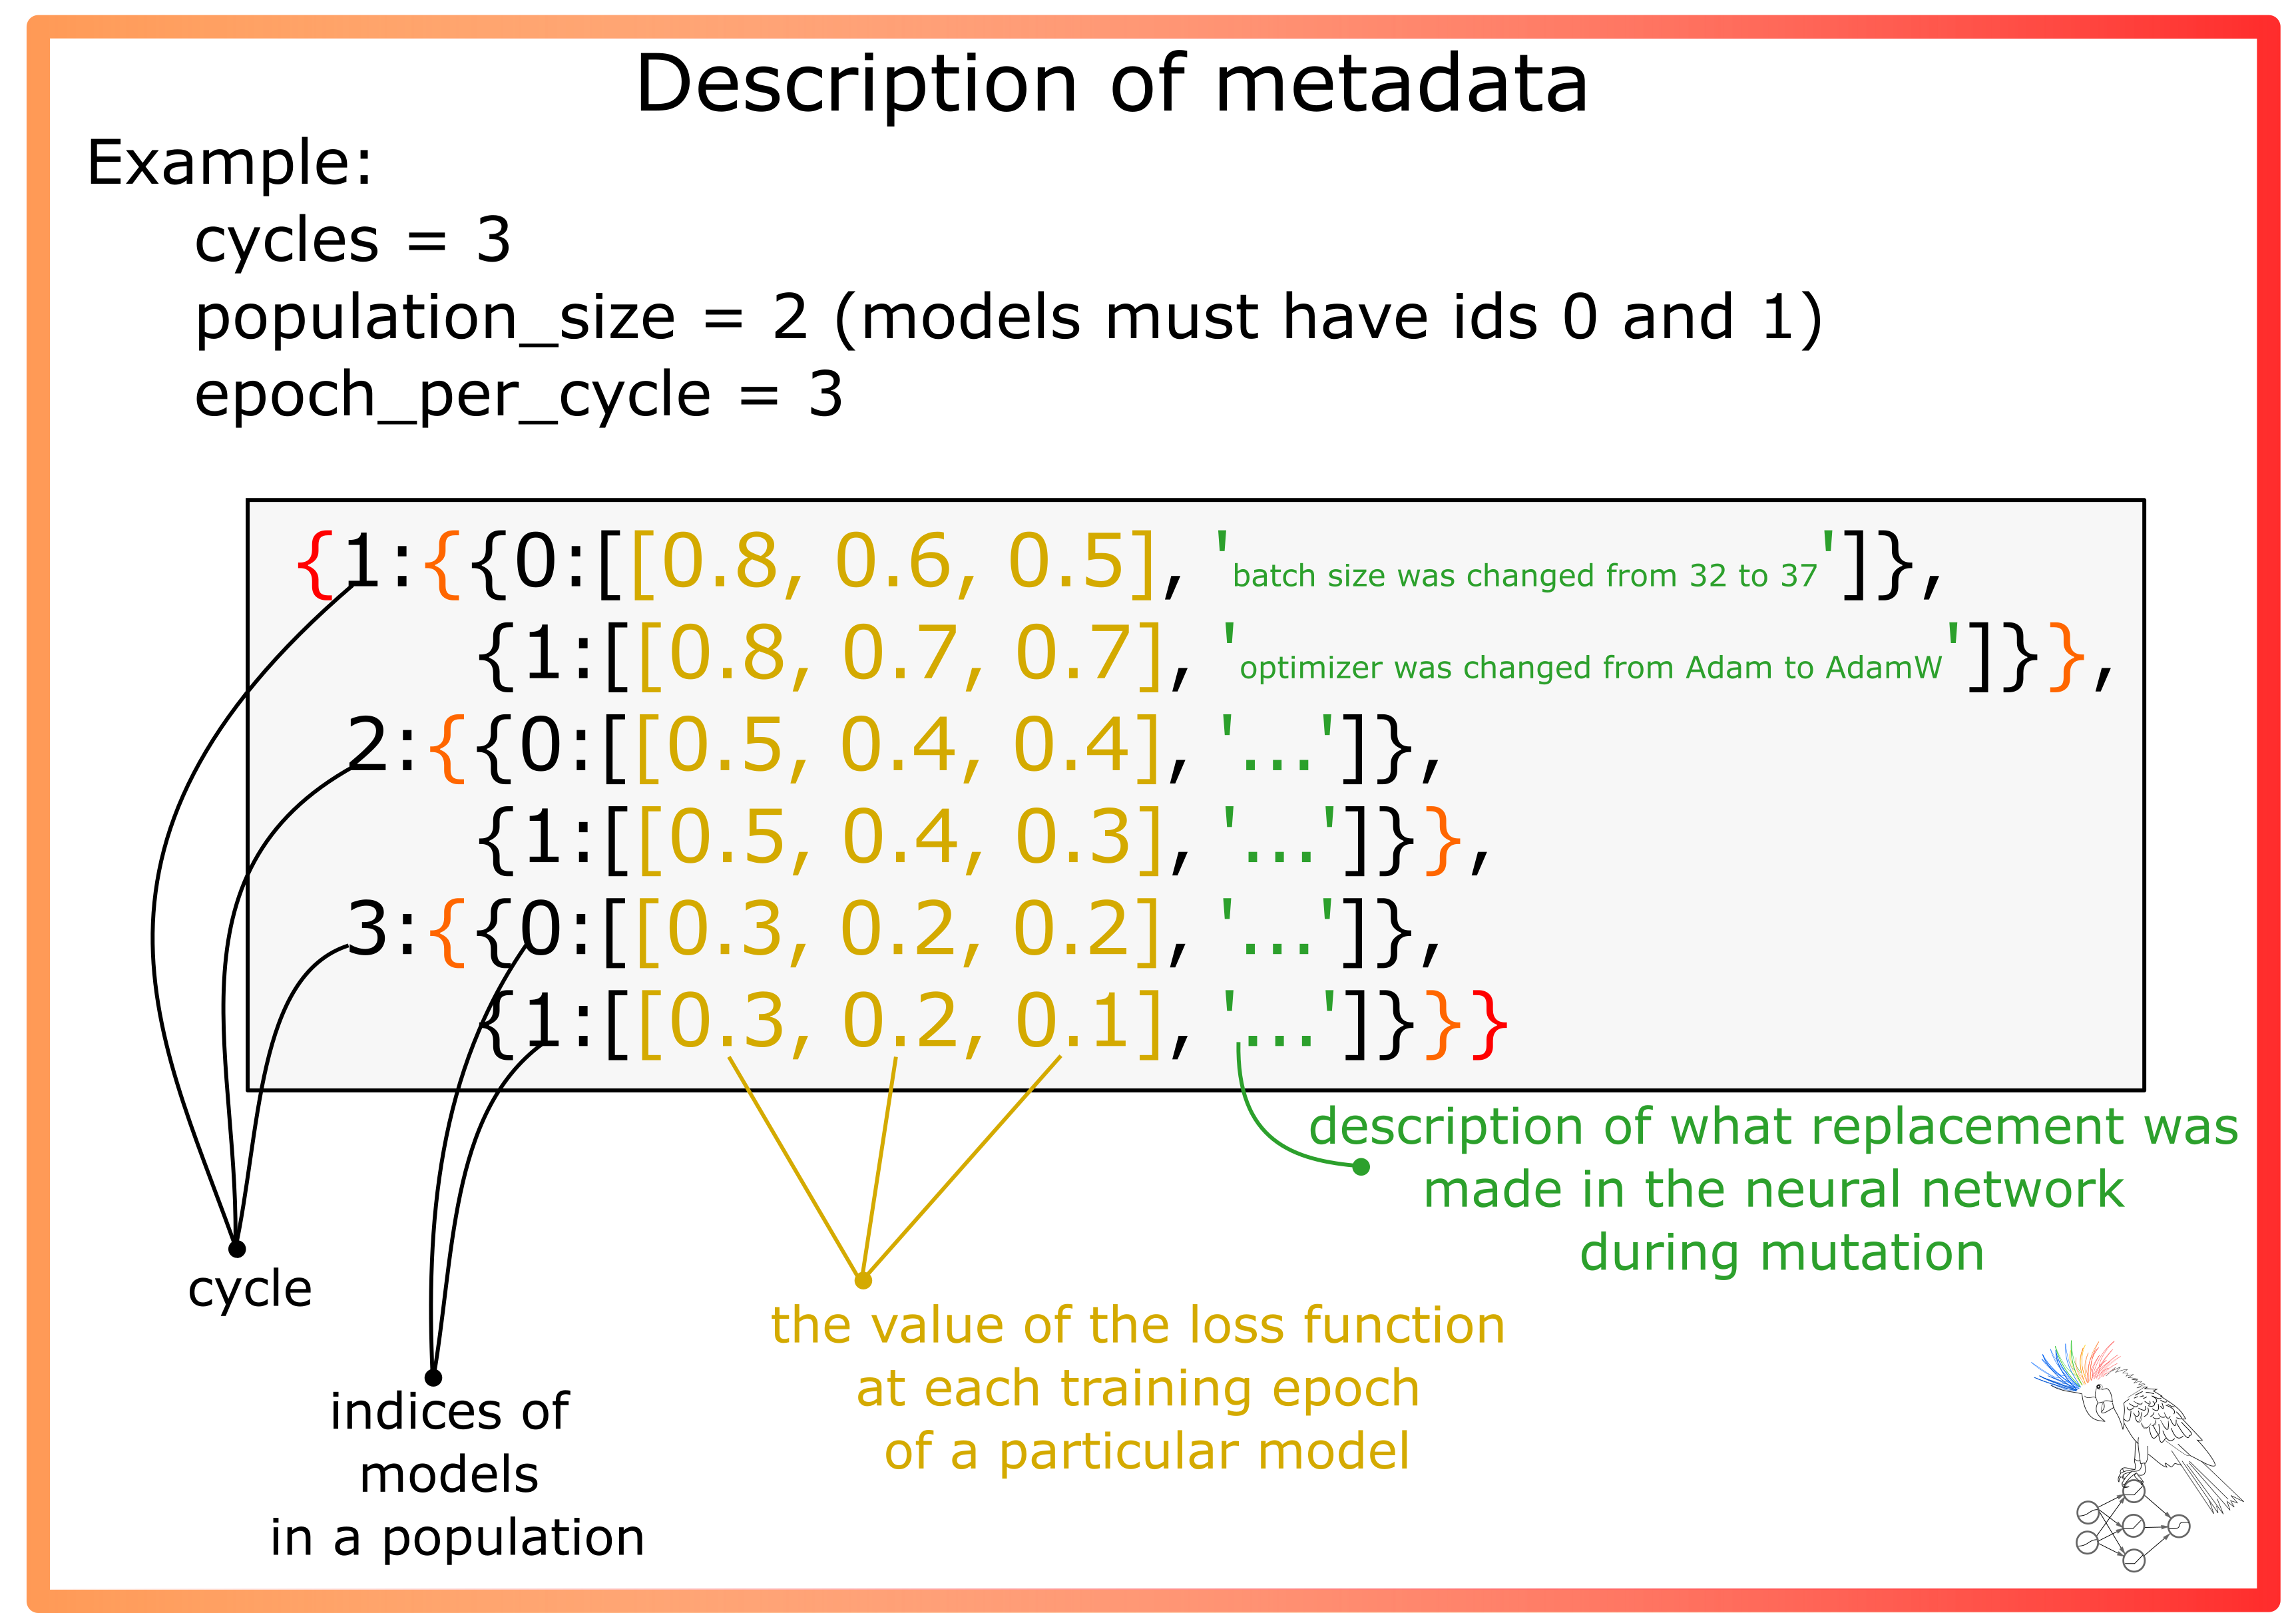 Description of metadata
Example:
cycles = 3
population_size = 2 (models must have ids 0 and 1)
epoch_per_cycle = 3
{1:{{0:[[0.8, 0.6, 0.5], 'batch size was changed from 32 to 37']},
{1:[[0.8, 0.7, 0.7], 'optimizer was changed from Adam to AdamW']}},
2:{{0:[[0.5, 0.4, 0.4], '...']},
{1:[[0.5, 0.4, 0.3], '...']}},
3:{{0:[[0.3, 0.2, 0.2], '...']},
{1:[[0.3, 0.2, 0.1], '...']}}}
description of what replacement was
made in the neural network
during mutation
cycle
the value of the loss function
at each training epoch
of a particular model
indices of
models
in a population